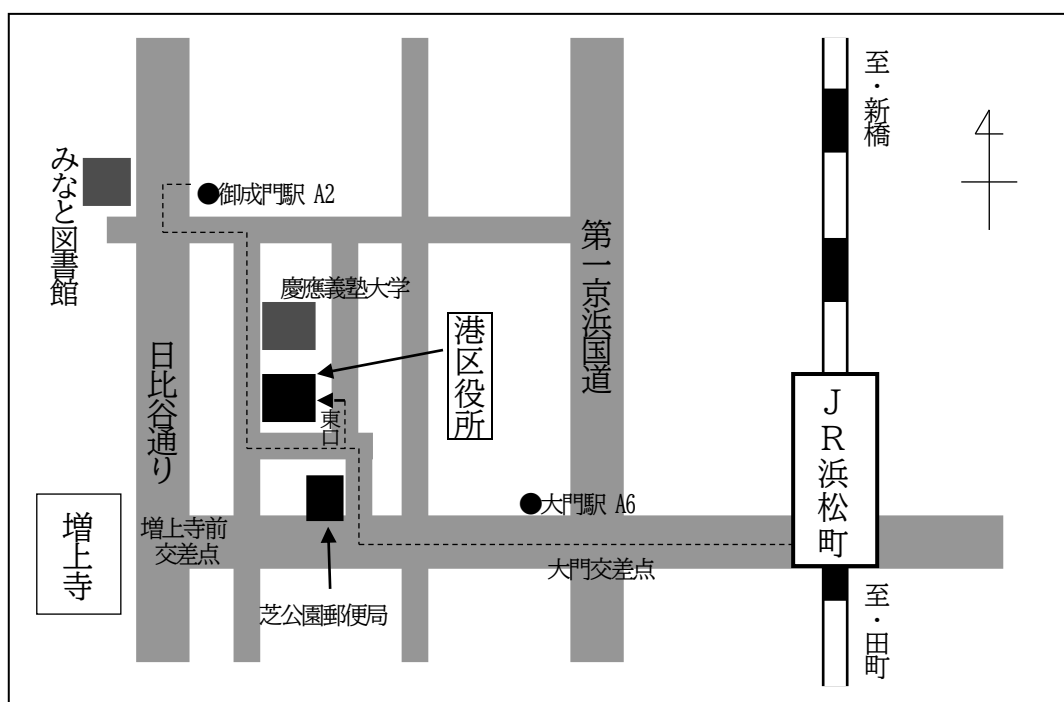 至・新橋
みなと図書館
●御成門駅 A2
第一京浜国道
慶應義塾大学
港区役所
日比谷通り
JR浜松町
東口
●大門駅 A6
増上寺
増上寺前
交差点
大門交差点
芝公園郵便局
至・田町